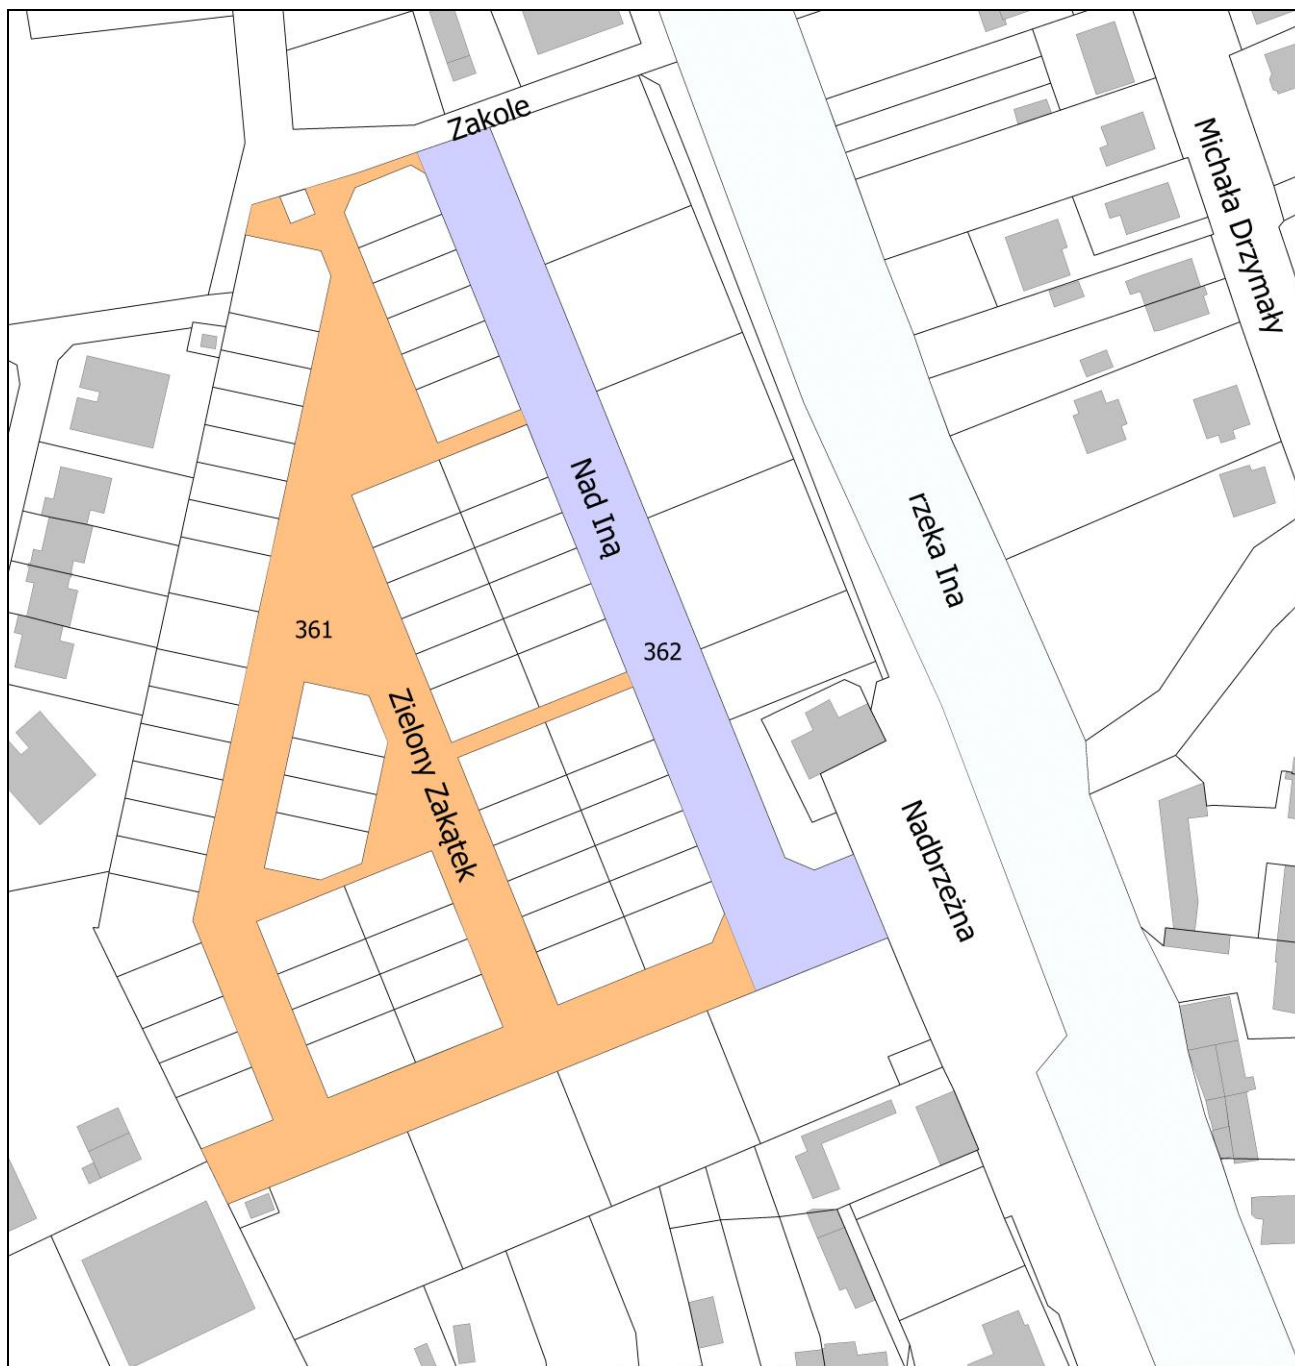 Zakole
Michała Drzymały
Nad Iną
rzeka Ina
361
362
Zielony Zakątek
Nadbrzeżna